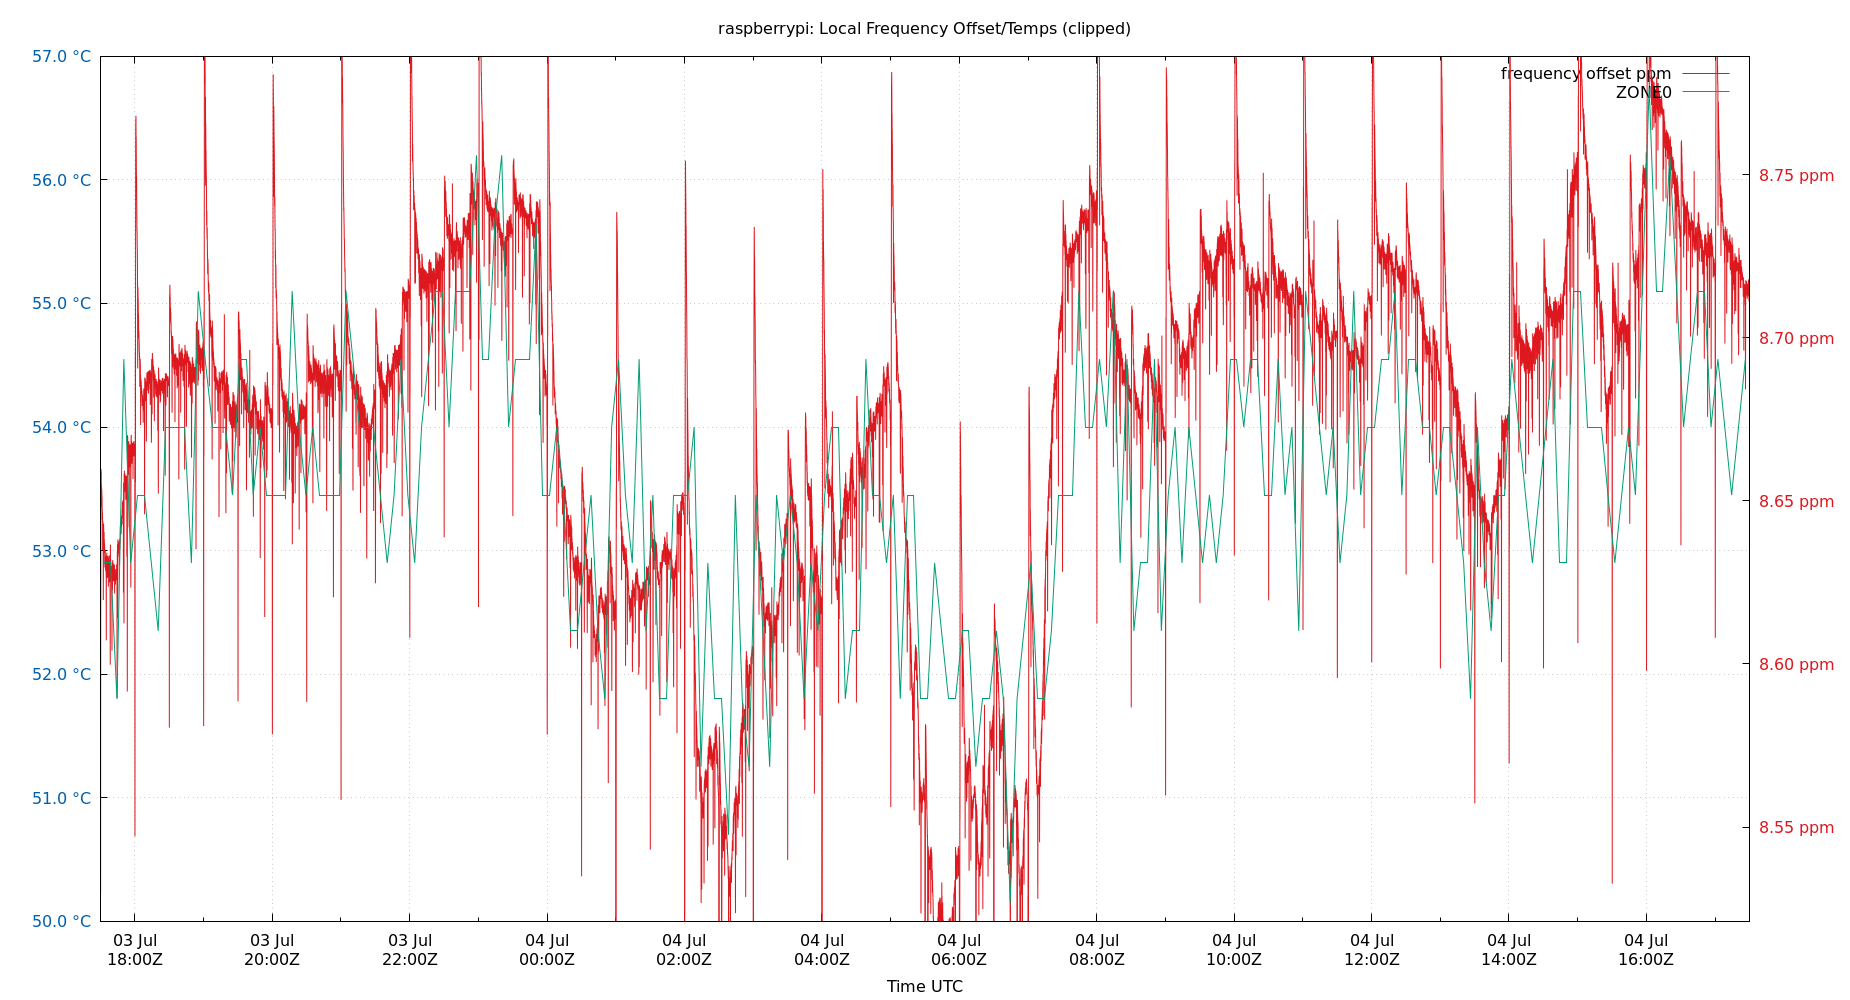 raspberrypi: Local Frequency Offset/Temps (clipped)
frequency offset ppm
ZONE0
57.0 °C
56.0 °C
55.0 °C
54.0 °C
53.0 °C
52.0 °C
51.0 °C
50.0 °C
8.75 ppm
8.70 ppm
8.65 ppm
8.60 ppm
8.55 ppm
03 Jul 03 Jul 03 Jul 04 Jul 04 Jul 04 Jul 04 Jul 04 Jul 04 Jul 04 Jul 04 Jul 04 Jul
18:00Z 20:00Z 22:00Z 00:00Z 02:00Z 04:00Z 06:00Z 08:00Z 10:00Z 12:00Z 14:00Z 16:00Z
Time UTC